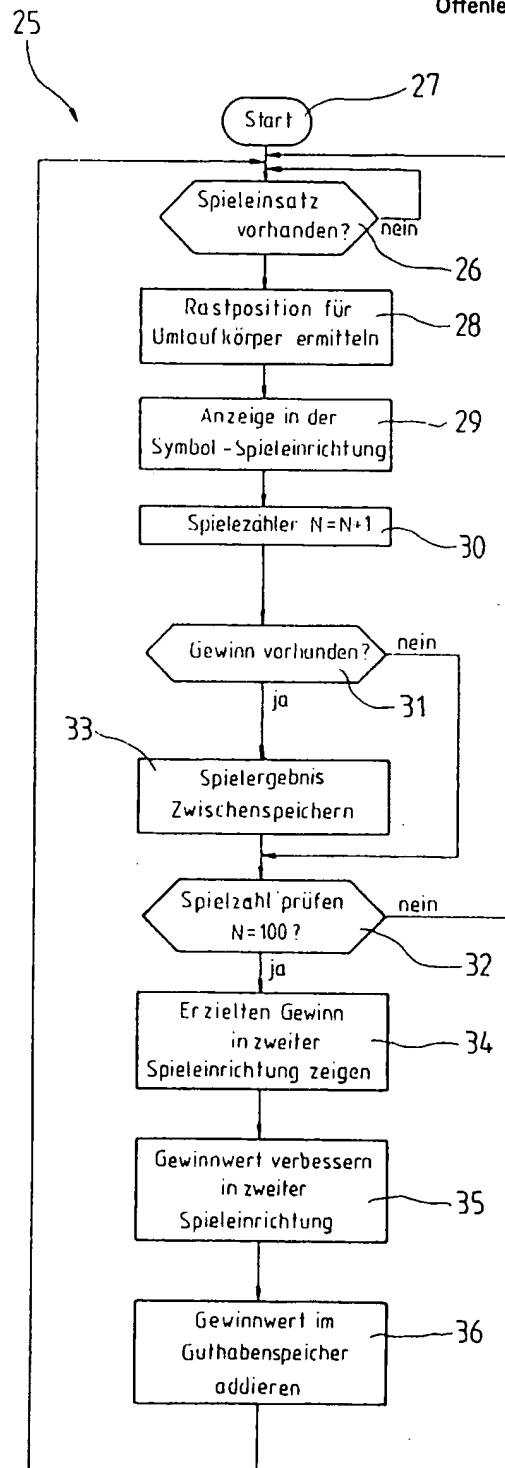 Offenle
25
27
Start
Spieleinsatz
vorhanden?
nein
26
Rastposition für
Umlaufkörper ermitteln
28
Anzeige in der
Symbol-Spieleinrichtung
29
Spielezähler N=N+1
30
Gewinn vorhanden?
nein
31
ja
33
Spielergebnis
Zwischenspeichern
Spielzahl prüfen
N=100?
nein
32
ja
Erzielten Gewinn
in zweiter
Spieleinrichtung zeigen
34
Gewinnwert verbessern
in zweiter
Spieleinrichtung
35
Gewinnwert im
Guthabenspeicher
addieren
36